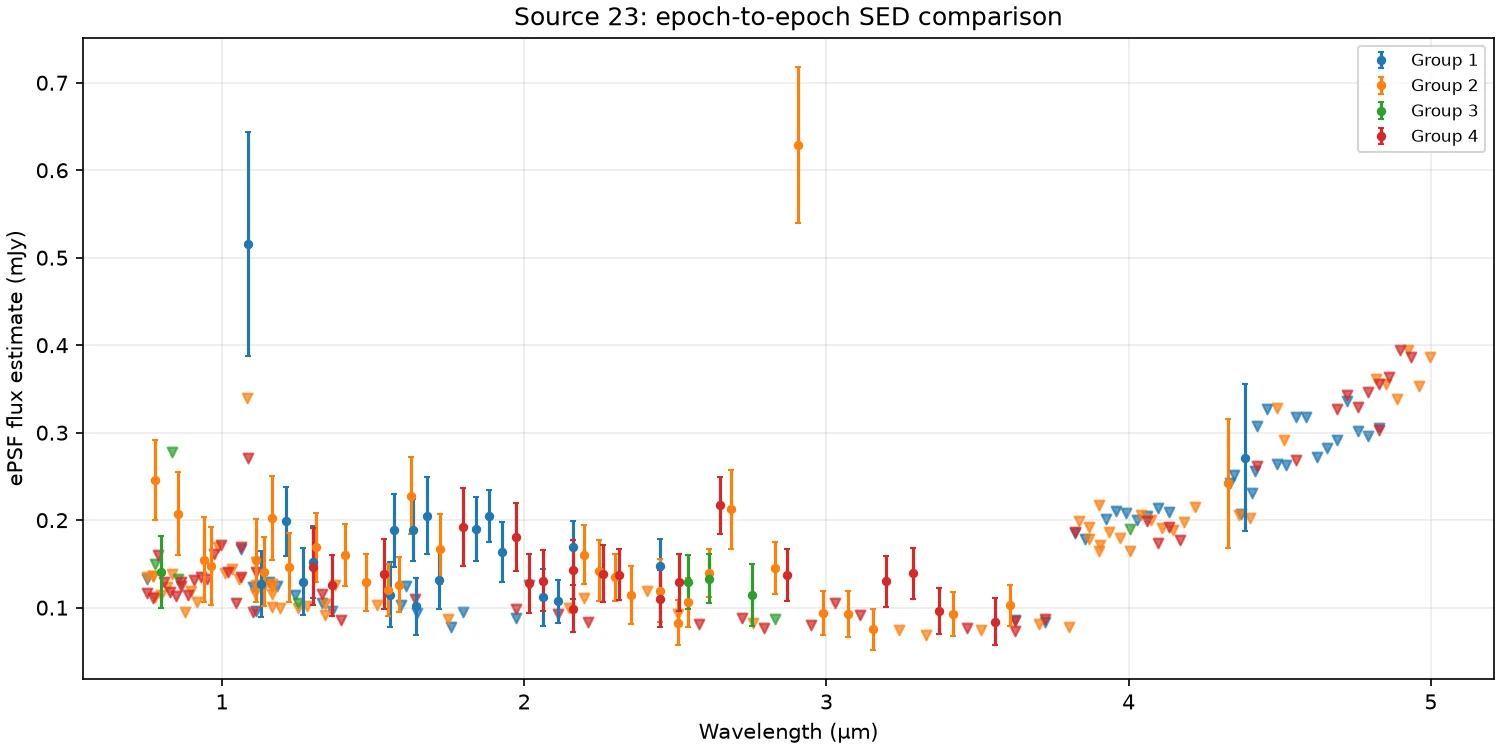 Source 23: epoch-to-epoch SED comparison
ePSF flux estimate (mJy)
0.7
0.6
0.5
0.4
0.3
0.2
0.1
Group 1
Group 2
Group 3
Group 4
1 2 3 4 5
Wavelength (μm)